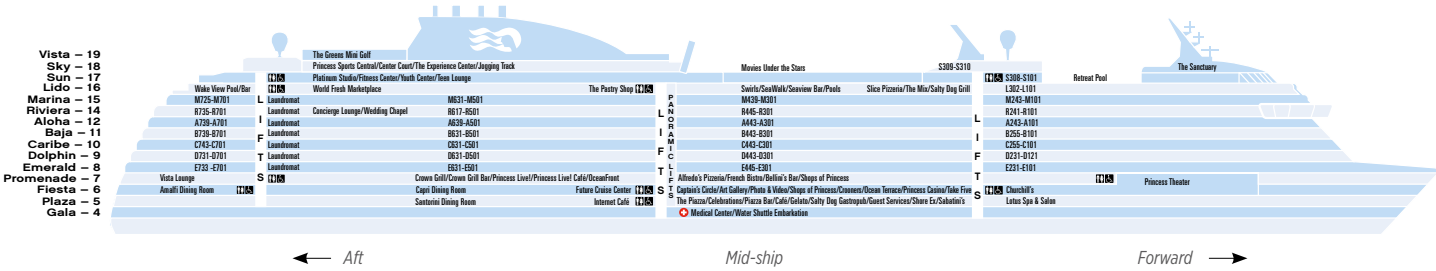 Vista – 19 The Greens Mini Golf
Sky – 18 Princess Sports Central/Center Court/The Experience Center/Jogging Track Movies Under the Stars S309-S310 The Sanctuary
Sun – 17 Platinum Studio/Fitness Center/Youth Center/Teen Lounge S308-S101 Retreat Pool
Lido – 16 Wake View Pool/Bar World Fresh Marketplace The Pastry Shop Swirls/SeaWalk/Seaview Bar/Pools Slice Pizzeria/The Mix/Salty Dog Grill L302-L101
Marina – 15 M725-M701 Laundromat M631-M501 M439-M301 M243-M101
Riviera – 14 R735-R701 Laundromat Concierge Lounge/Wedding Chapel R617-R501 R445-R301 R241-R101
Aloha – 12 A739-A701 Laundromat A639-A501 A443-A301 A243-A101
Baja – 11 B739-B701 Laundromat B631-B501 B443-B301 B255-B101
Caribe – 10 C743-C701 Laundromat C631-C501 C443-C301 C255-C101
Dolphin – 9 D731-D701 Laundromat D631-D501 D443-D301 D231-D121
Emerald – 8 E733 -E701 Laundromat E631-E501 E445-E301 E231-E101
Promenade – 7 Vista Lounge Crown Grill/Crown Grill Bar/Princess Live!/Princess Live! Café/OceanFront Alfredo's Pizzeria/French Bistro/Bellini's Bar/Shops of Princess Princess Theater
Fiesta – 6 Amalfi Dining Room Capri Dining Room Future Cruise Center Captain's Circle/Art Gallery/Photo & Video/Shops of Princess/Crooners/Ocean Terrace/Princess Casino/Take Five Churchill's
Plaza – 5 Santorini Dining Room Internet Café The Piazza/Celebrations/Piazza Bar/Café/Gelato/Salty Dog Gastropub/Guest Services/Shore Ex/Sabatini's Lotus Spa & Salon
Gala – 4 Medical Center/Water Shuttle Embarkation
LIFTS
LIFTS
PANORAMIC LIFTS
LIFTS
Aft Mid-ship Forward